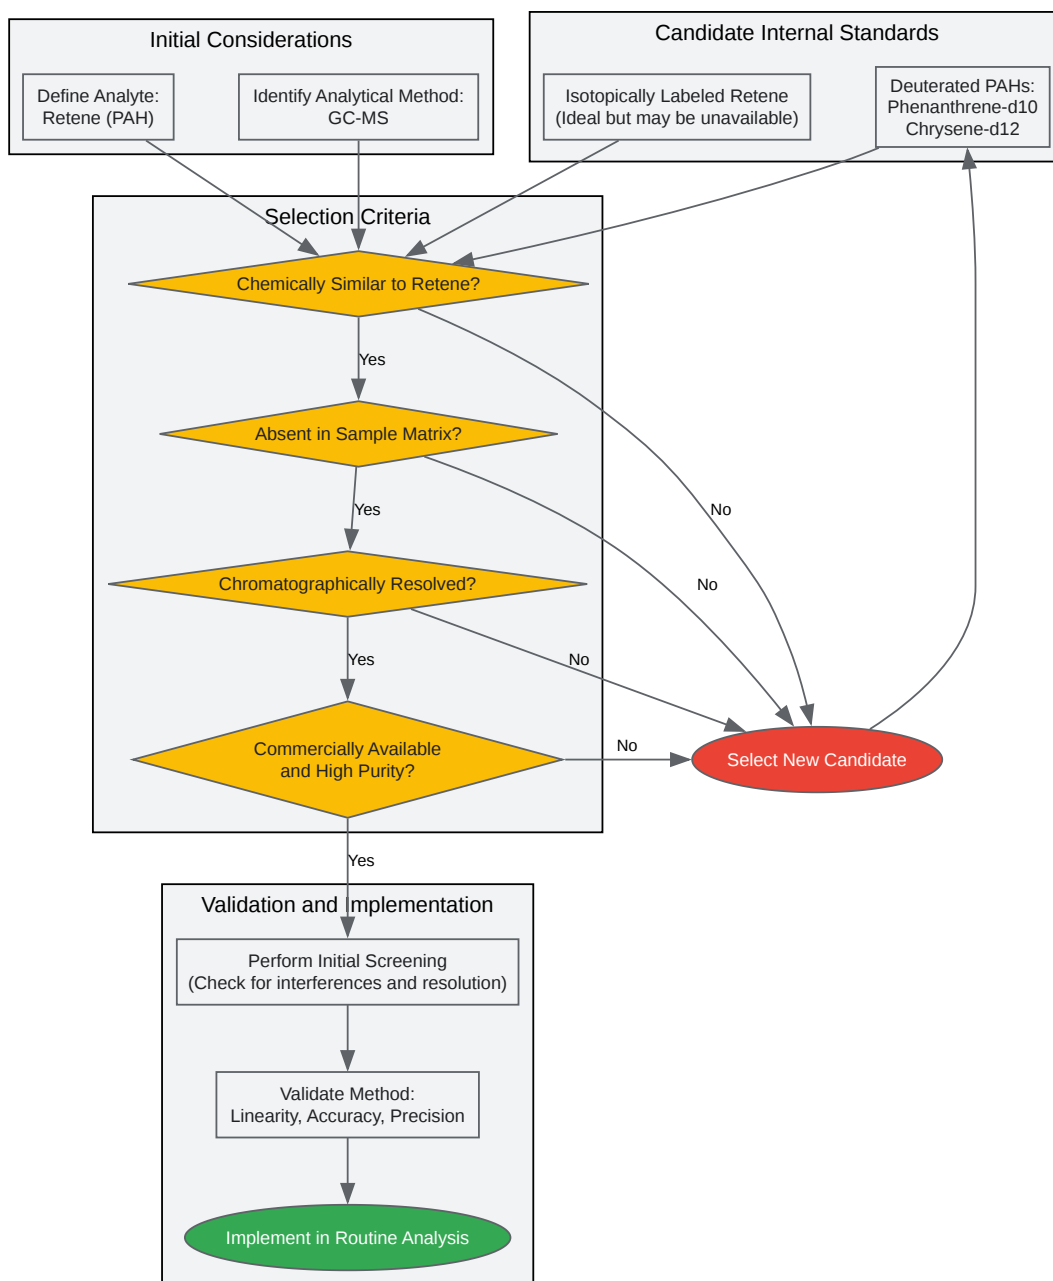 Initial Considerations
Define Analyte:
Retene (PAH)
Identify Analytical Method:
GC-MS
Candidate Internal Standards
Isotopically Labeled Retene
(Ideal but may be unavailable)
Deuterated PAHs:
Phenanthrene-d10
Chrysene-d12
Selection Criteria
Chemically Similar to Retene?
Yes
No
Absent in Sample Matrix?
Yes
No
Chromatographically Resolved?
Yes
No
Commercially Available
and High Purity?
No
Select New Candidate
Yes
Validation and Implementation
Perform Initial Screening
(Check for interferences and resolution)
Validate Method:
Linearity, Accuracy, Precision
Implement in Routine Analysis